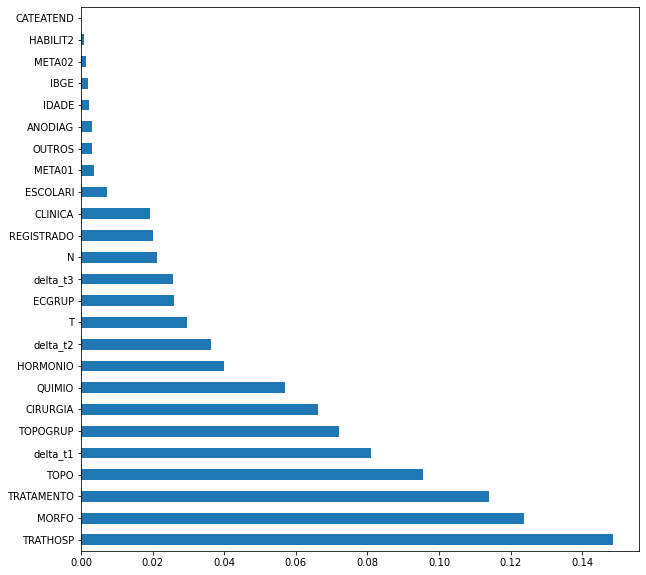 CATEATEND
HABILIT2
META02
IBGE
IDADE
ANODIAG
OUTROS
META01
ESCOLARI
CLINICA
REGISTRADO
N
delta_t3
ECGRUP
T
delta_t2
HORMONIO
QUIMIO
CIRURGIA
TOPOGRUP
delta_t1
TOPO
TRATAMENTO
MORFO
TRATHOSP
0.00 0.02 0.04 0.06 0.08 0.10 0.12 0.14